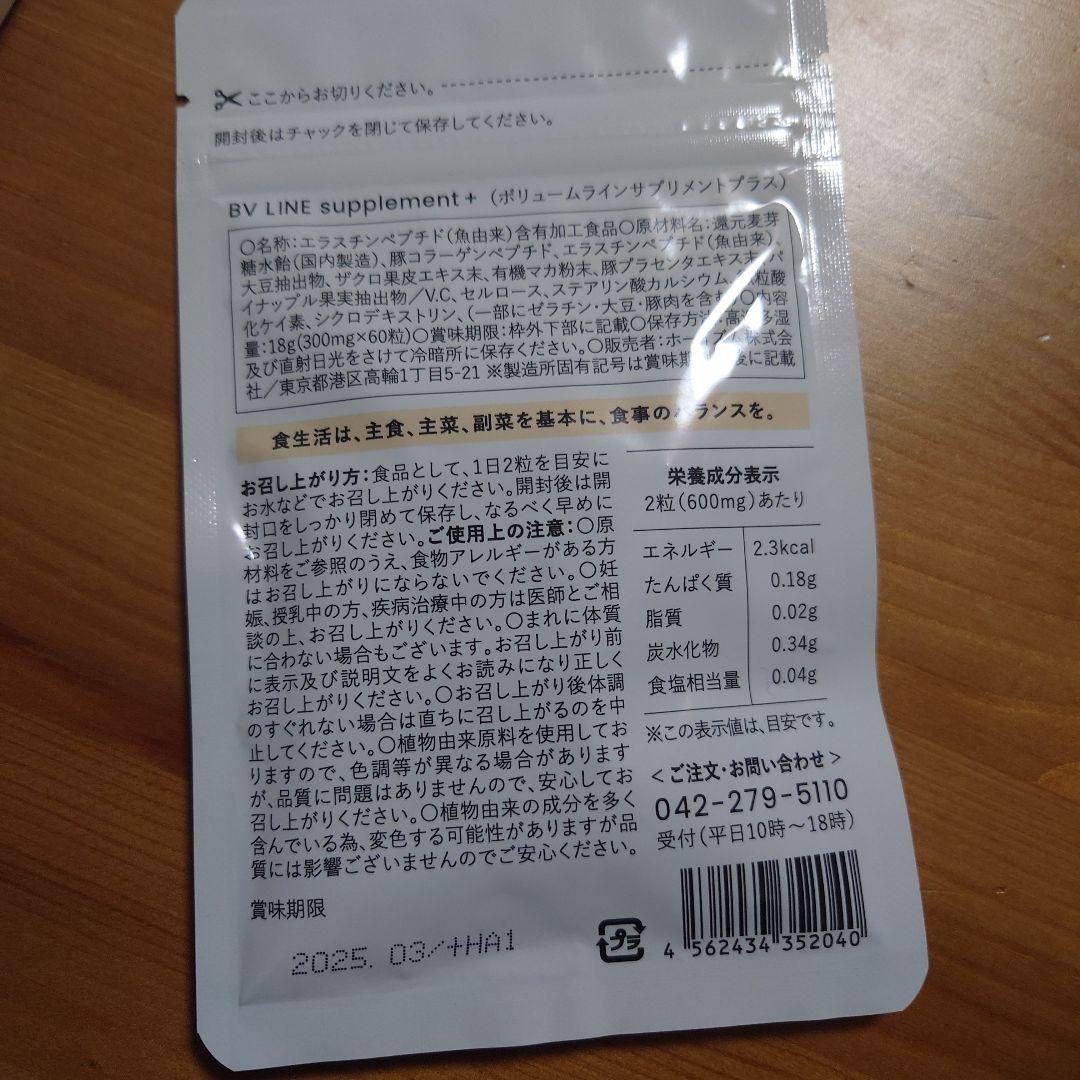 ここからお切りください。
開封後はチャックを閉じて保存してください。
BV LINE supplement+（ボリュームラインサプリメントプラス）
〇名称：エラスチンペプチド（魚由来）含有加工食品〇原材料名：還元麦芽
糖水飴（国内製造）、豚コラーゲンペプチド、エラスチンペプチド（魚由来）、
大豆抽出物、ザクロ果皮エキス末、有機マカ粉末、豚プラセンタエキス末、パ
イナップル果実抽出物／V.C、セルロース、ステアリン酸カルシウム、粒酸
化ケイ素、シクロデキストリン、（一部にゼラチン・大豆・豚肉を含む）〇内容
量：18g（300mg×60粒）〇賞味期限：枠外下部に記載〇保存方法：高温多湿
及び直射日光をさけて冷暗所に保存ください。〇販売者：ホー株式会
社／東京都港区高輪1丁目5-21 ※製造所固有記号は賞味期後に記載
食生活は、主食、主菜、副菜を基本に、食事のバランスを。
お召し上がり方：食品として、1日2粒を目安に
お水などでお召し上がりください。開封後は開
封口をしっかり閉めて保存し、なるべく早めに
お召し上がりください。ご使用上の注意：〇原
材料をご参照のうえ、食物アレルギーがある方
はお召し上がりにならないでください。〇妊
娠、授乳中の方、疾病治療中の方は医師とご相
談の上、お召し上がりください。〇まれに体質
に合わない場合もございます。お召し上がり前
に表示及び説明文をよくお読みになり正しく
お召し上がりください。〇お召し上がり後体調
のすぐれない場合は直ちに召し上がるのを中
止してください。〇植物由来原料を使用してお
りますので、色調等が異なる場合があります
が、品質に問題はありませんので、安心してお
召し上がりください。〇植物由来の成分を多く
含んでいる為、変色する可能性がありますが品
質には影響ございませんのでご安心ください。
栄養成分表示
2粒（600mg）あたり
エネルギー 2.3kcal
たんぱく質 0.18g
脂質 0.02g
炭水化物 0.34g
食塩相当量 0.04g
※この表示値は、目安です。
＜ご注文・お問い合わせ＞
042-279-5110
受付（平日10時～18時）
賞味期限
2025. 03/+HA1
プラ
4 562434 352040